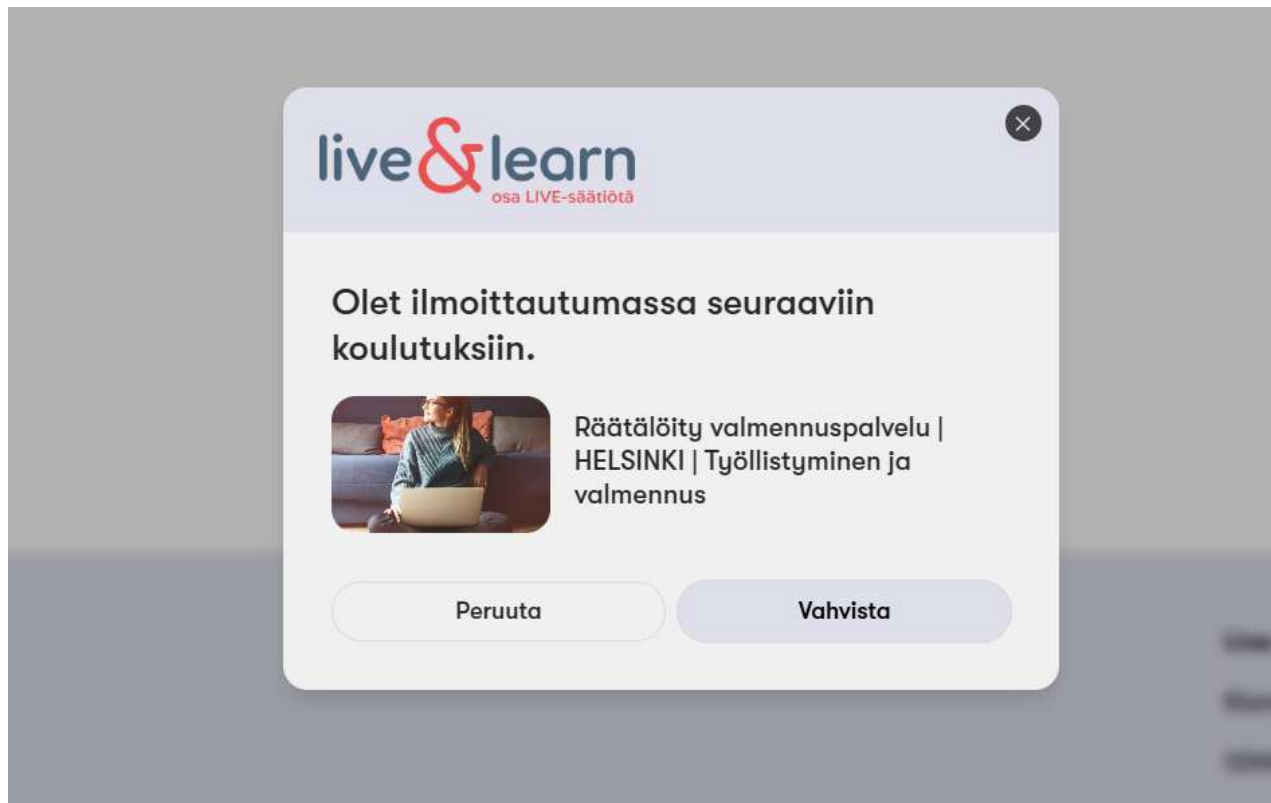 live&learn
osa LIVE-säätiötä
Olet ilmoittautumassa seuraaviin
koulutuksiin.
Räätälöity valmennuspalvelu |
HELSINKI | Työllistyminen ja
valmennus
Peruuta
Vahvista